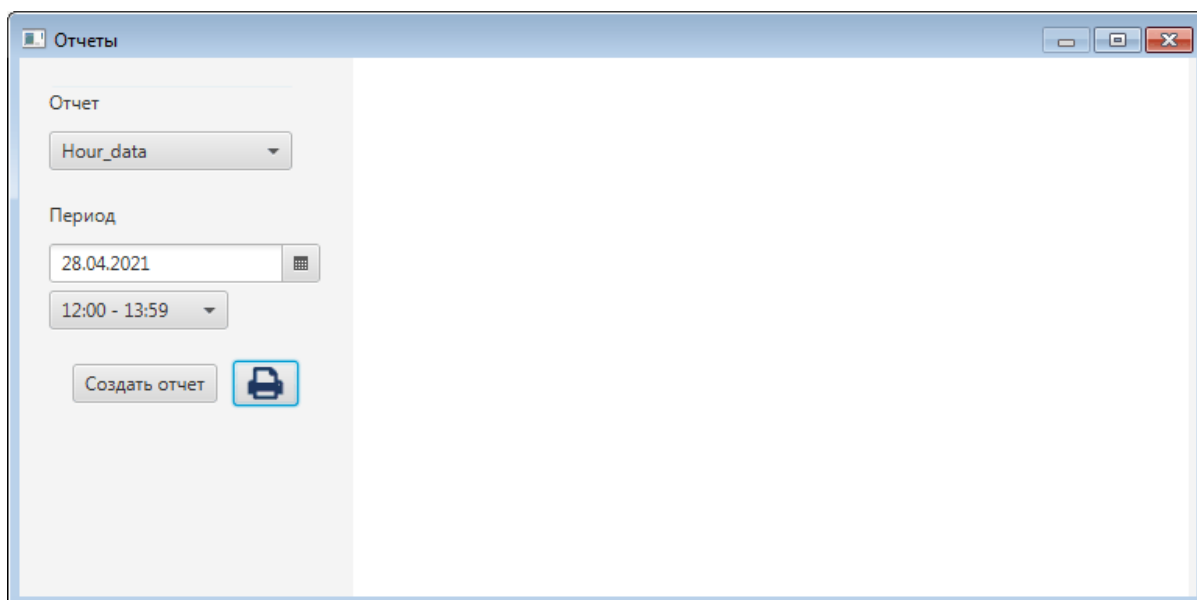 Отчеты
Отчет
Hour_data
Период
28.04.2021
12:00 - 13:59
Создать отчет